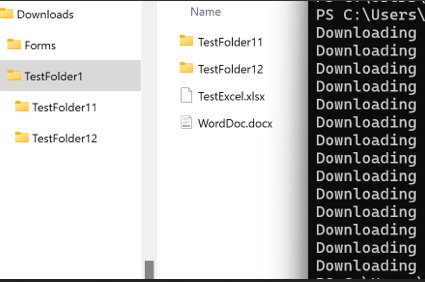 Downloads
Forms
TestFolder1
TestFolder11
TestFolder12
Name
TestFolder11
TestFolder12
TestExcel.xlsx
WordDoc.docx
PS C:\Users\
Downloading
Downloading
Downloading
Downloading
Downloading
Downloading
Downloading
Downloading
Downloading
Downloading
Downloading
Downloading
Downloading
Downloading